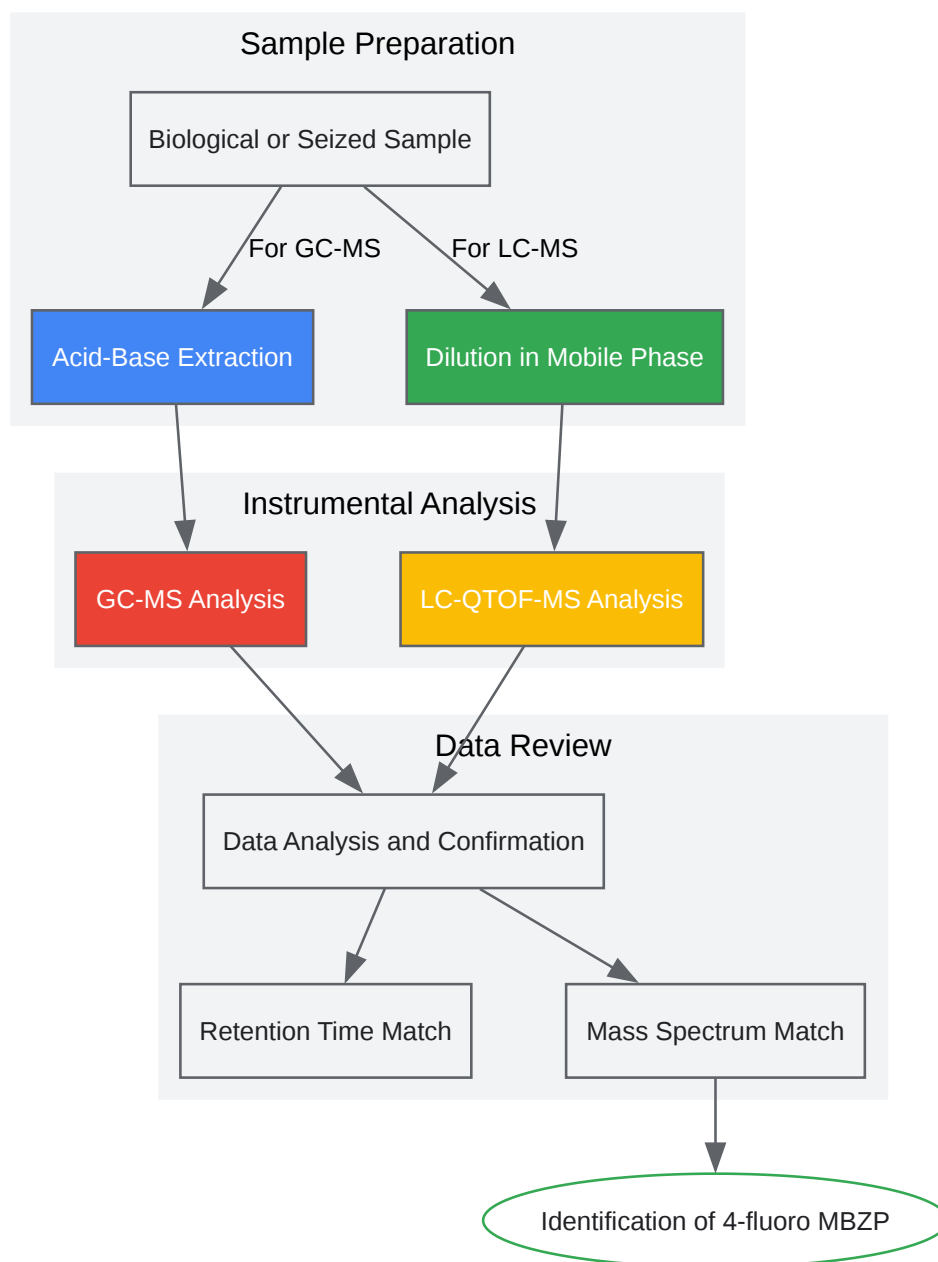 Sample Preparation
Biological or Seized Sample
For GC-MS
For LC-MS
Acid-Base Extraction
Dilution in Mobile Phase
Instrumental Analysis
GC-MS Analysis
LC-QTOF-MS Analysis
Data Review
Data Analysis and Confirmation
Retention Time Match
Mass Spectrum Match
Identification of 4-fluoro MBZP